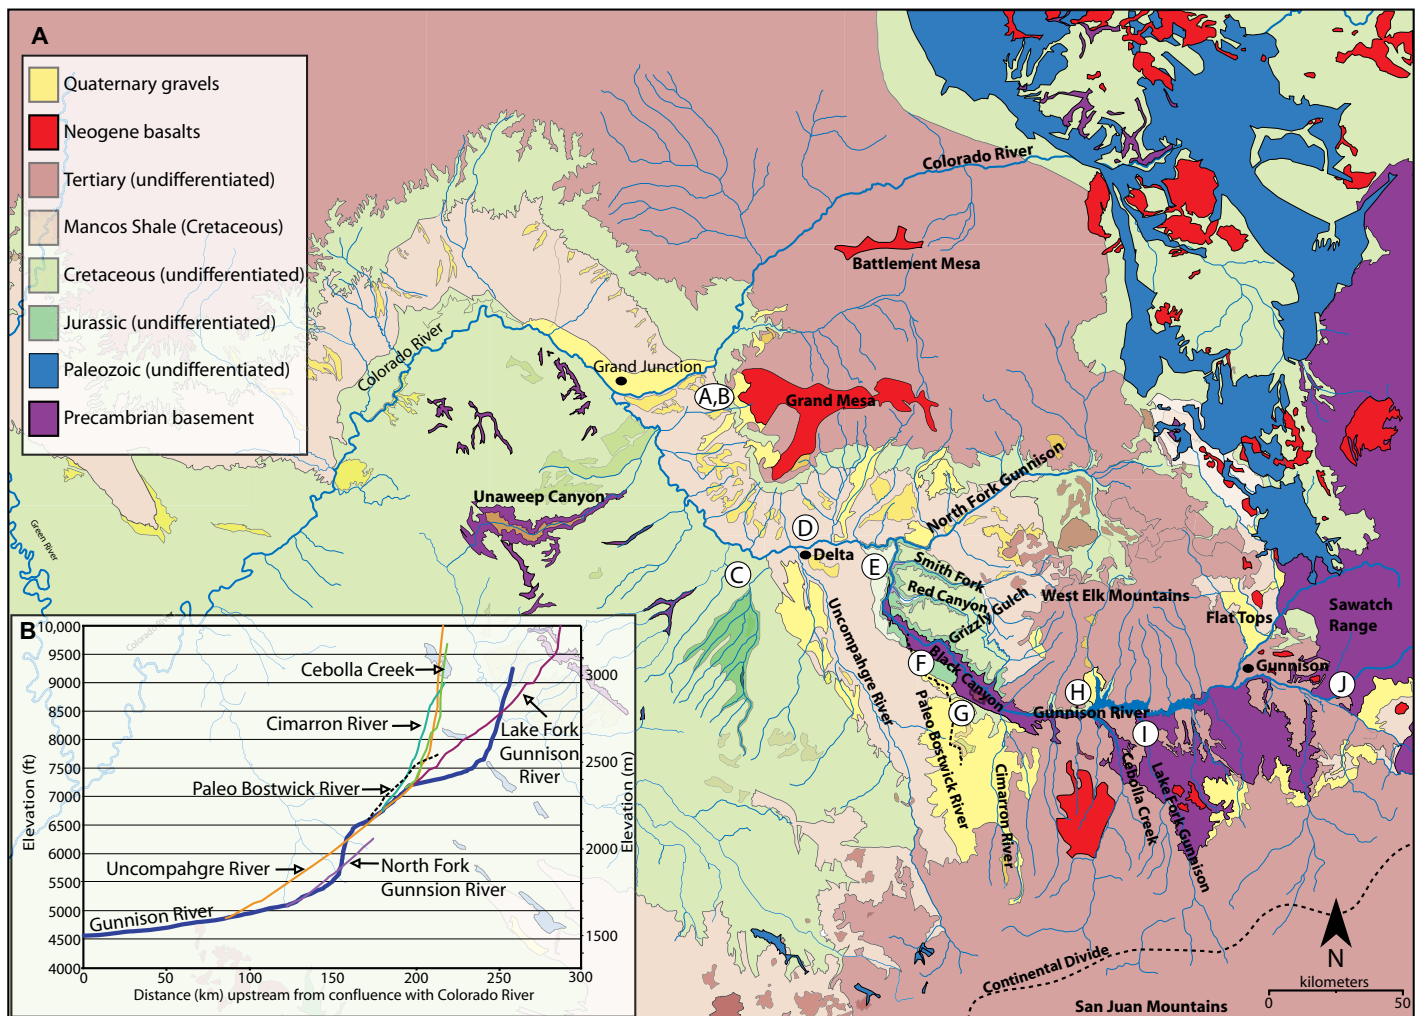 A
Quaternary gravels
Neogene basalts
Tertiary (undifferentiated)
Mancos Shale (Cretaceous)
Cretaceous (undifferentiated)
Jurassic (undifferentiated)
Paleozoic (undifferentiated)
Precambrian basement
Colorado River
Battlement Mesa
Colorado River
Grand Junction
A,B
Grand Mesa
Unaweep Canyon
North Fork Gunnison
Green River
D
Delta
C
E
Smith Fork
Red Canyon
Grizzly Gulch
West Elk Mountains
Flat Tops
Sawatch
Range
Uncompahgre River
Colorado River
F
Black Canyon
Gunnison
J
H
G
Gunnison River
I
Paleo Bostwick River
Cimarron River
Cebolla Creek
Lake Fork Gunnison
Continental Divide
San Juan Mountains
N
kilometers
0
50
B
10,000
9500
9000
8500
8000
7500
7000
6500
6000
5500
5000
4500
4000
Elevation (ft)
3000
2500
2000
1500
Elevation (m)
Cebolla Creek
Cimarron River
Lake Fork
Gunnison
River
Paleo Bostwick River
Uncompahgre River
North Fork
Gunnsion River
Gunnison River
0
50
100
150
200
250
300
Distance (km) upstream from confluence with Colorado River